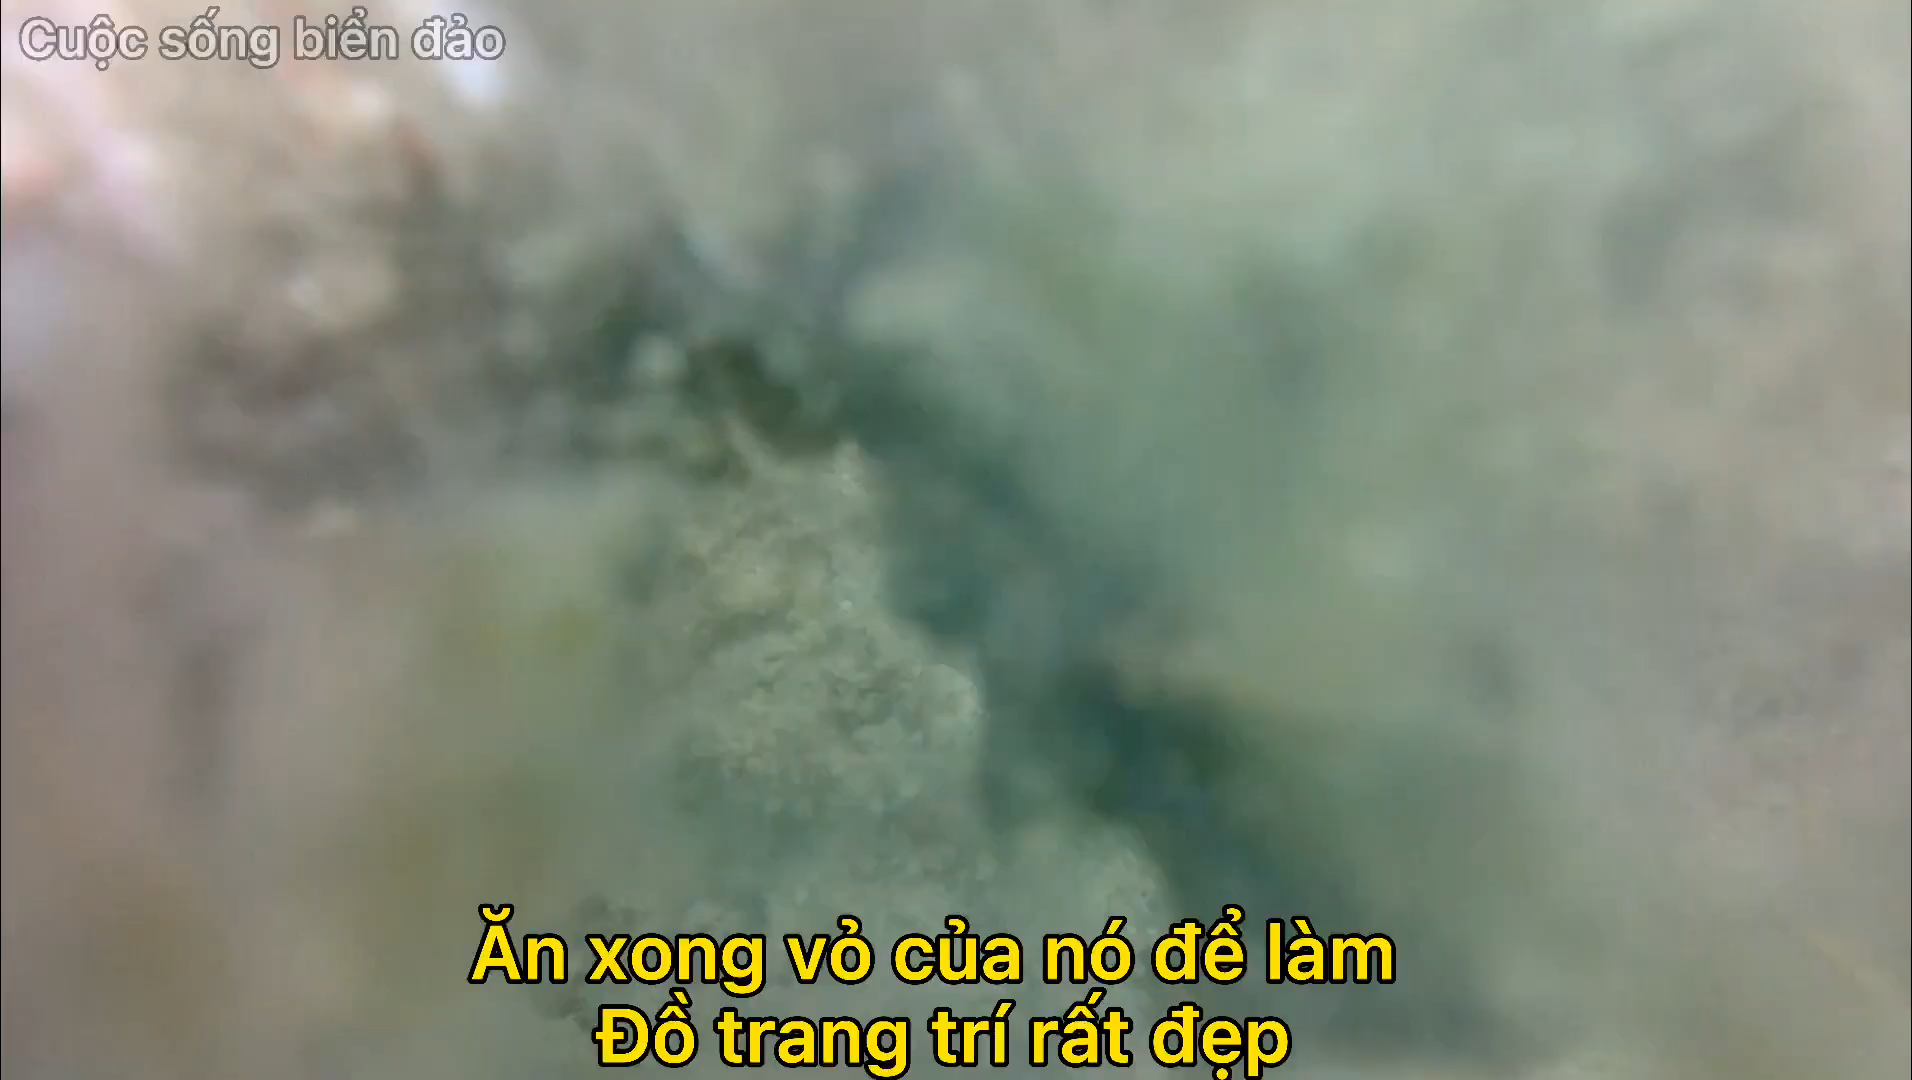 Cuộc sống biển đảo
Ăn xong vỏ của nó để làm
Đồ trang trí rất đẹp